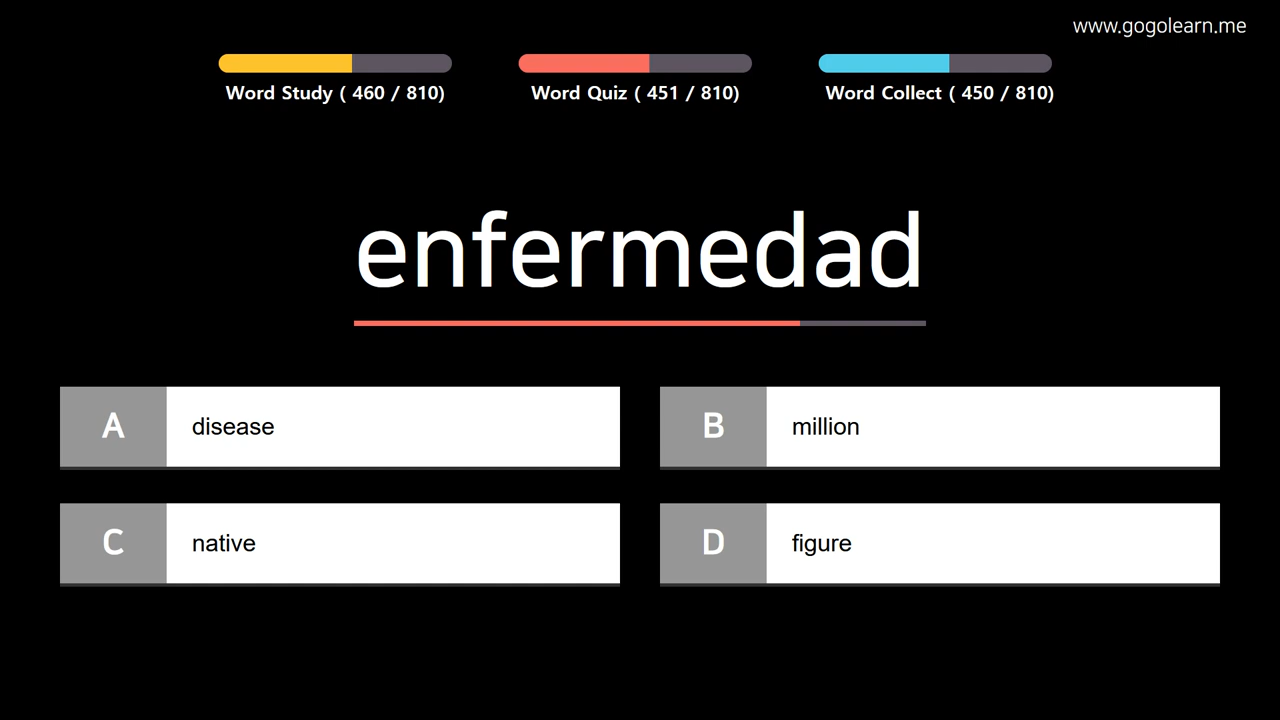 www.gogolearn.me
Word Study ( 460 / 810)
Word Quiz ( 451 / 810)
Word Collect ( 450 / 810)
enfermedad
A disease
B million
C native
D figure